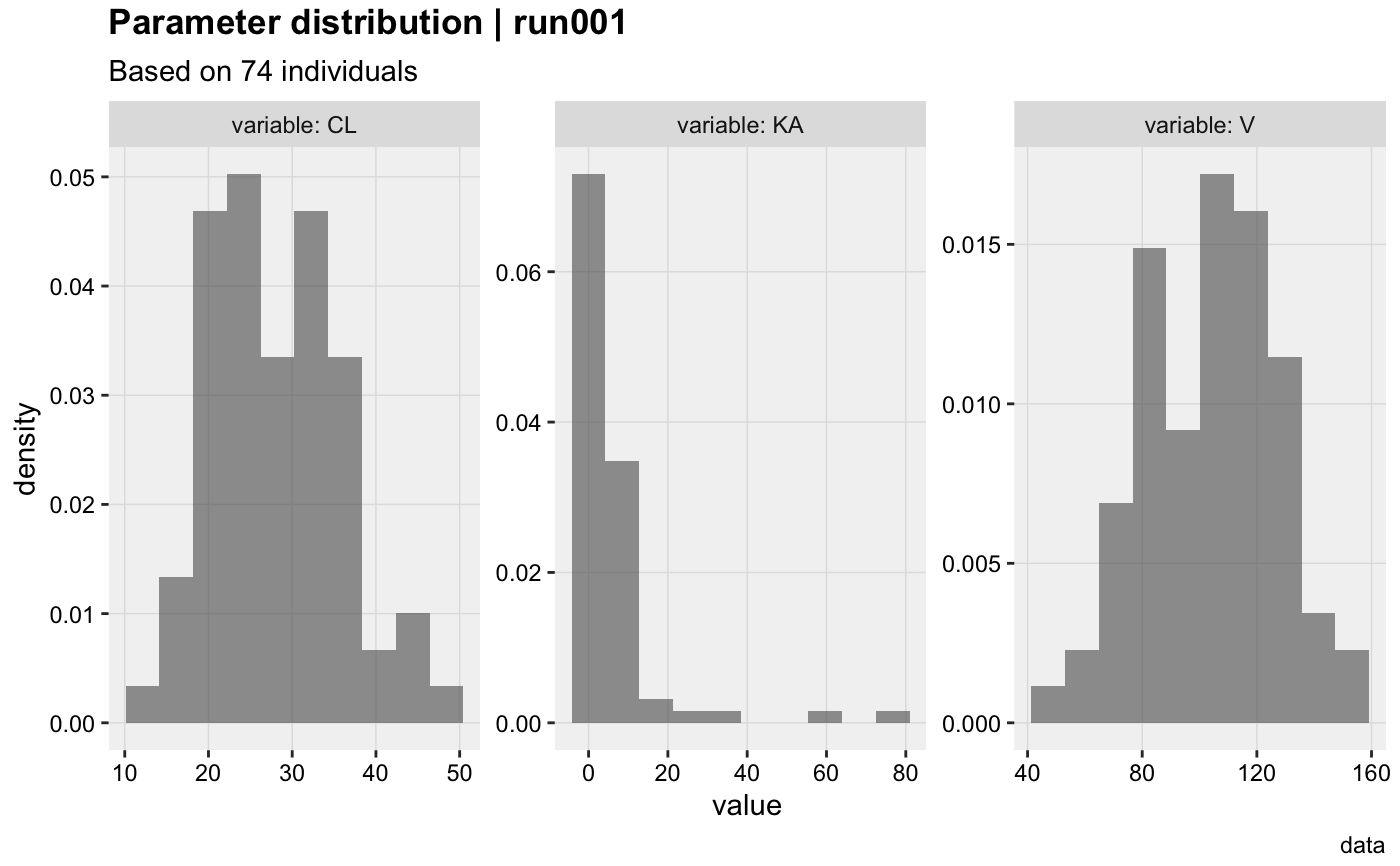 Parameter distribution | run001
Based on 74 individuals
variable: CL
variable: KA
variable: V
density
0.05
0.04
0.03
0.02
0.01
0.00
10 20 30 40 50
0.06
0.04
0.02
0.00
0 20 40 60 80
0.015
0.010
0.005
0.000
40 80 120 160
value
data